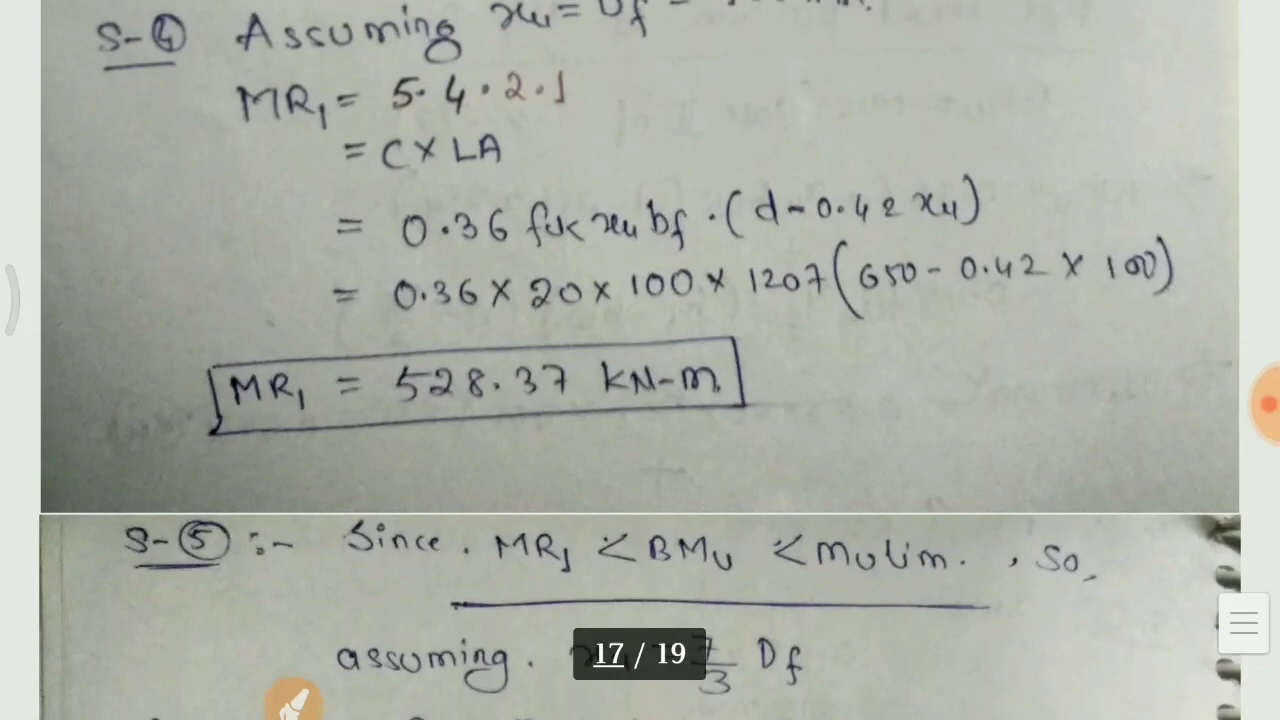 S-④ Assuming xu = Df =
MR₁ = 5.4.2.1
= C × LA
= 0.36 fck xu bf . (d - 0.42 xu)
= 0.36 × 20 × 100 × 1207 (650 - 0.42 × 100)
MR₁ = 528.37 KN-m
S-⑤ :- Since. MR₁ < BMu < Mulim. , So,
assuming. 7/3 Df
17 / 19